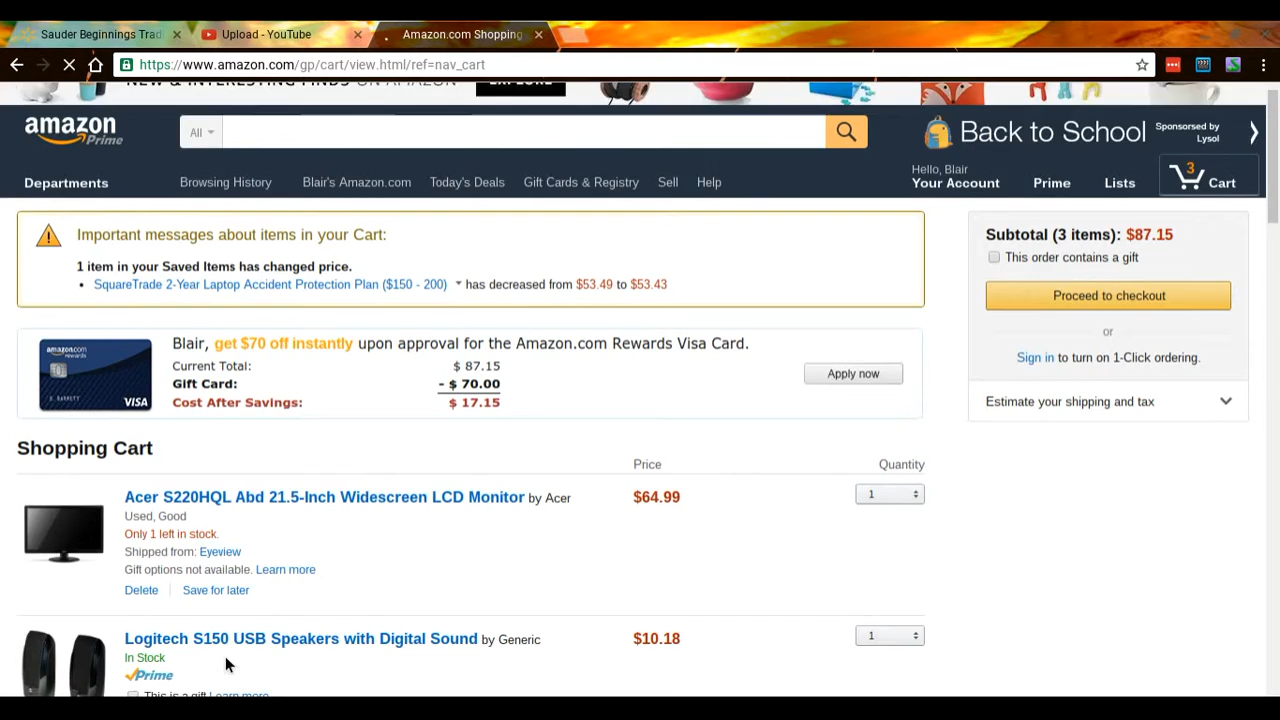 Sauder Beginnings Trad
Upload - YouTube
Amazon.com Shopping
https://www.amazon.com/gp/cart/view.html/ref=nav_cart
NEW & INTERESTING FINDS ON AMAZON EXPLORE
amazon Prime
All
Back to School
Sponsorsed by Lysol
Departments
Browsing History
Blair's Amazon.com
Today's Deals
Gift Cards & Registry
Sell
Help
Hello, Blair
Your Account
Prime
Lists
3 Cart
Important messages about items in your Cart:
1 item in your Saved Items has changed price.
• SquareTrade 2-Year Laptop Accident Protection Plan ($150 - 200) has decreased from $53.49 to $53.43
Subtotal (3 items): $87.15
This order contains a gift
Proceed to checkout
or
Sign in to turn on 1-Click ordering.
Estimate your shipping and tax
amazon.com rewards
VISA
Blair, get $70 off instantly upon approval for the Amazon.com Rewards Visa Card.
Current Total: $ 87.15
Gift Card: - $ 70.00
Cost After Savings: $ 17.15
Apply now
Shopping Cart
Price Quantity
Acer S220HQL Abd 21.5-Inch Widescreen LCD Monitor by Acer $64.99 1
Used, Good
Only 1 left in stock.
Shipped from: Eyeview
Gift options not available. Learn more
Delete Save for later
Logitech S150 USB Speakers with Digital Sound by Generic $10.18 1
In Stock
Prime
This is a gift Learn more